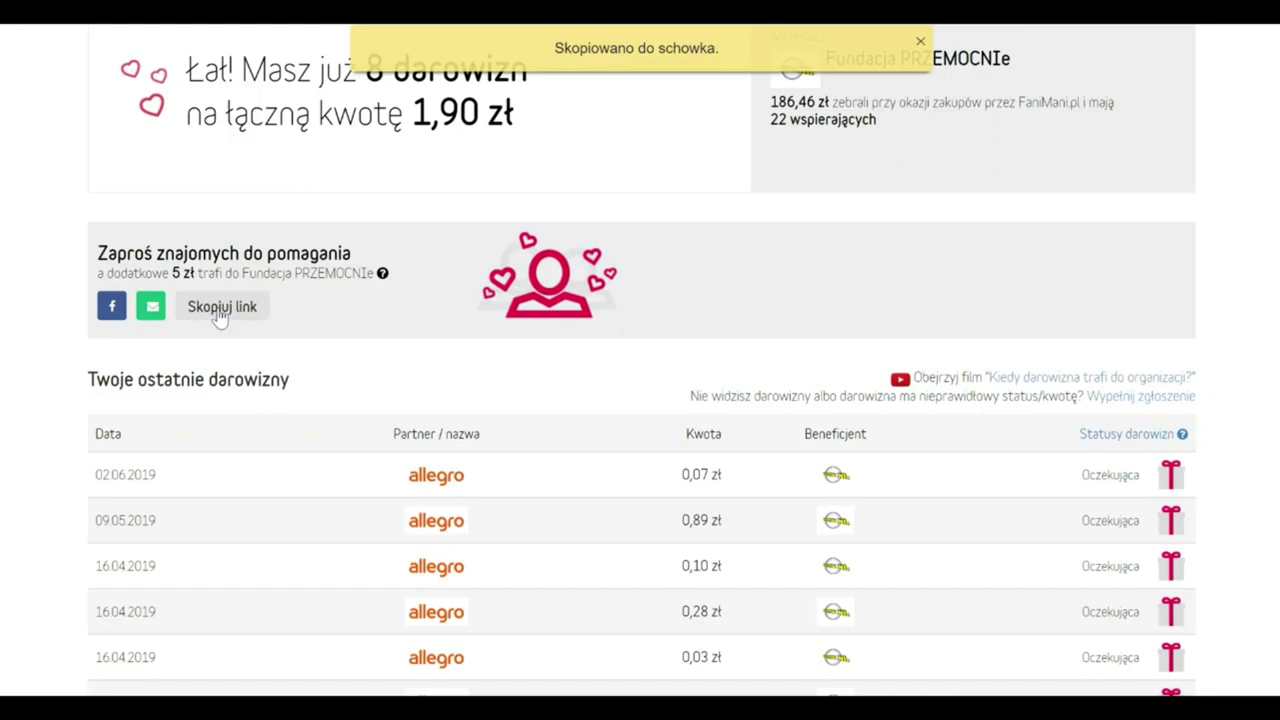 Skopiowano do schowka.
Łał! Masz już 8 darowizn
na łączną kwotę 1,90 zł
Fundacja PRZEMOCNIe
186,46 zł zebrali przy okazji zakupów przez FaniMani.pl i mają
22 wspierających
Zaproś znajomych do pomagania
a dodatkowe 5 zł trafi do Fundacja PRZEMOCNIe ?
f
Skopiuj link
Twoje ostatnie darowizny
Obejrzyj film "Kiedy darowizna trafi do organizacji?"
Nie widzisz darowizny albo darowizna ma nieprawidłowy status/kwotę? Wypełnij zgłoszenie
Data Partner / nazwa Kwota Beneficjent Statusy darowizn ?
02.06.2019 allegro 0,07 zł Oczekująca
09.05.2019 allegro 0,89 zł Oczekująca
16.04.2019 allegro 0,10 zł Oczekująca
16.04.2019 allegro 0,28 zł Oczekująca
16.04.2019 allegro 0,03 zł Oczekująca